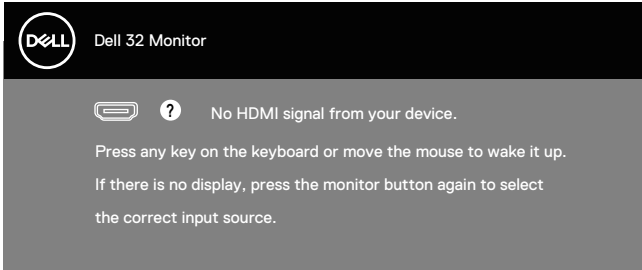 DELL
Dell 32 Monitor
? No HDMI signal from your device.
Press any key on the keyboard or move the mouse to wake it up.
If there is no display, press the monitor button again to select
the correct input source.